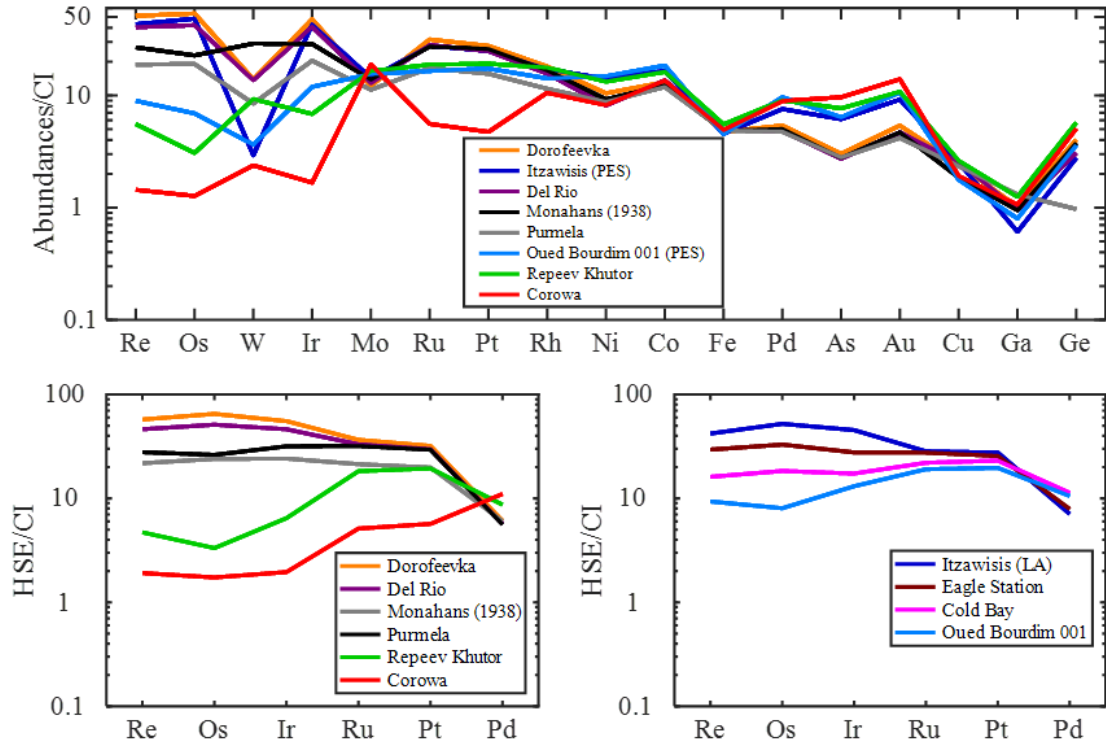 50
10
1
0.1
Abundances/CI
Dorofeevka
Itzawisis (PES)
Del Rio
Monahans (1938)
Purmela
Oued Bourdim 001 (PES)
Repeev Khutor
Corowa
Re Os W Ir Mo Ru Pt Rh Ni Co Fe Pd As Au Cu Ga Ge
100
10
1
0.1
HSE/CI
Dorofeevka
Del Rio
Monahans (1938)
Purmela
Repeev Khutor
Corowa
Re Os Ir Ru Pt Pd
100
10
1
0.1
HSE/CI
Itzawisis (LA)
Eagle Station
Cold Bay
Oued Bourdim 001
Re Os Ir Ru Pt Pd